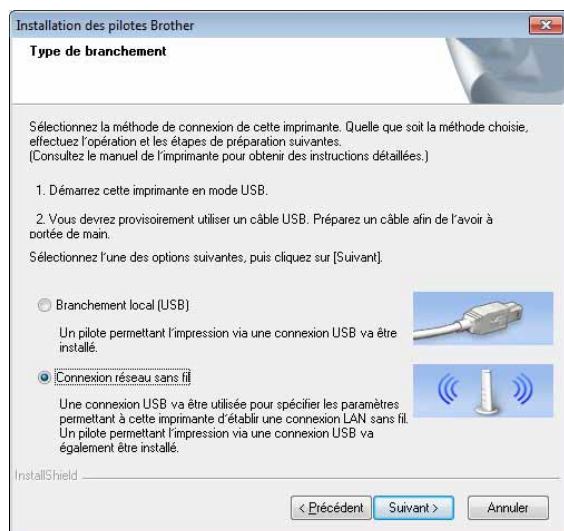 Installation des pilotes Brother
Type de branchement
Sélectionnez la méthode de connexion de cette imprimante. Quelle que soit la méthode choisie,
effectuez l'opération et les étapes de préparation suivantes.
(Consultez le manuel de l'imprimante pour obtenir des instructions détaillées.)
1. Démarrez cette imprimante en mode USB.
2. Vous devrez provisoirement utiliser un câble USB. Préparez un câble afin de l'avoir à
portée de main.
Sélectionnez l'une des options suivantes, puis cliquez sur [Suivant].
Branchement local (USB)
Un pilote permettant l'impression via une connexion USB va être
installé.
Connexion réseau sans fil
Une connexion USB va être utilisée pour spécifier les paramètres
permettant à cette imprimante d'établir une connexion LAN sans fil.
Un pilote permettant l'impression via une connexion USB va
également être installé.
InstallShield
< Précédent
Suivant >
Annuler